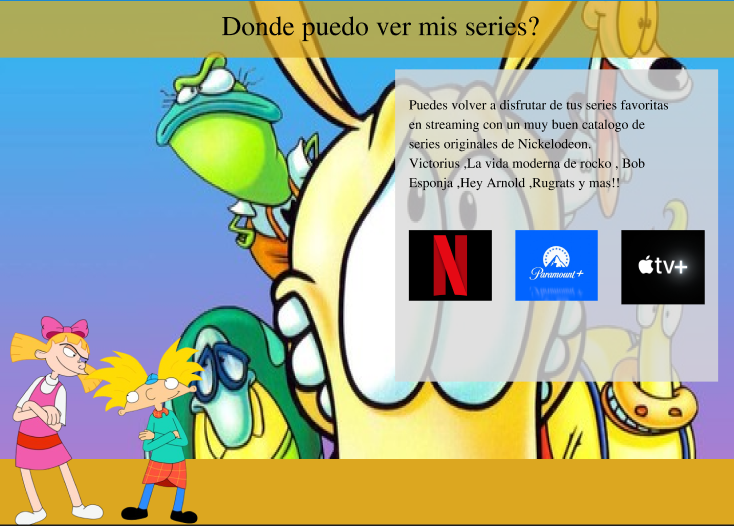 Donde puedo ver mis series?
Puedes volver a disfrutar de tus series favoritas
en streaming con un muy buen catalogo de
series originales de Nickelodeon.
Victorius ,La vida moderna de rocko , Bob
Esponja ,Hey Arnold ,Rugrats y mas!!
N
Paramount+
tv+